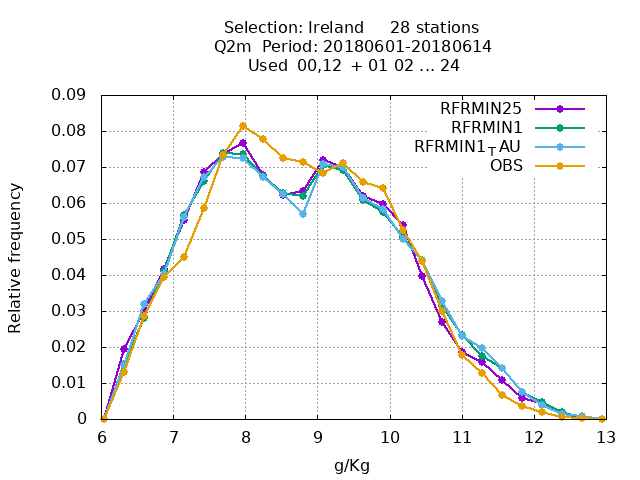 Selection: Ireland 28 stations
Q2m Period: 20180601-20180614
Used 00,12 + 01 02 ... 24
0.09
0.08
0.07
0.06
0.05
0.04
0.03
0.02
0.01
0
RFRMIN25
RFRMIN1
RFRMIN1┬AU
OBS
Relative frequency
6 7 8 9 10 11 12 13
g/Kg